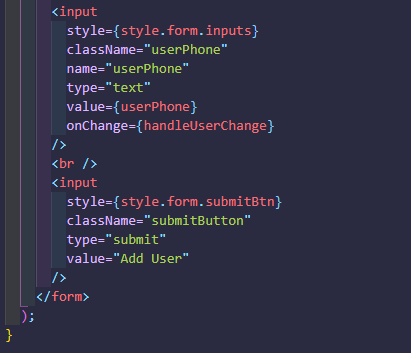 <input
style={style.form.inputs}
className="userPhone"
name="userPhone"
type="text"
value={userPhone}
onChange={handleUserChange}
/>
<br />
<input
style={style.form.submitBtn}
className="submitButton"
type="submit"
value="Add User"
/>
</form>
);
}